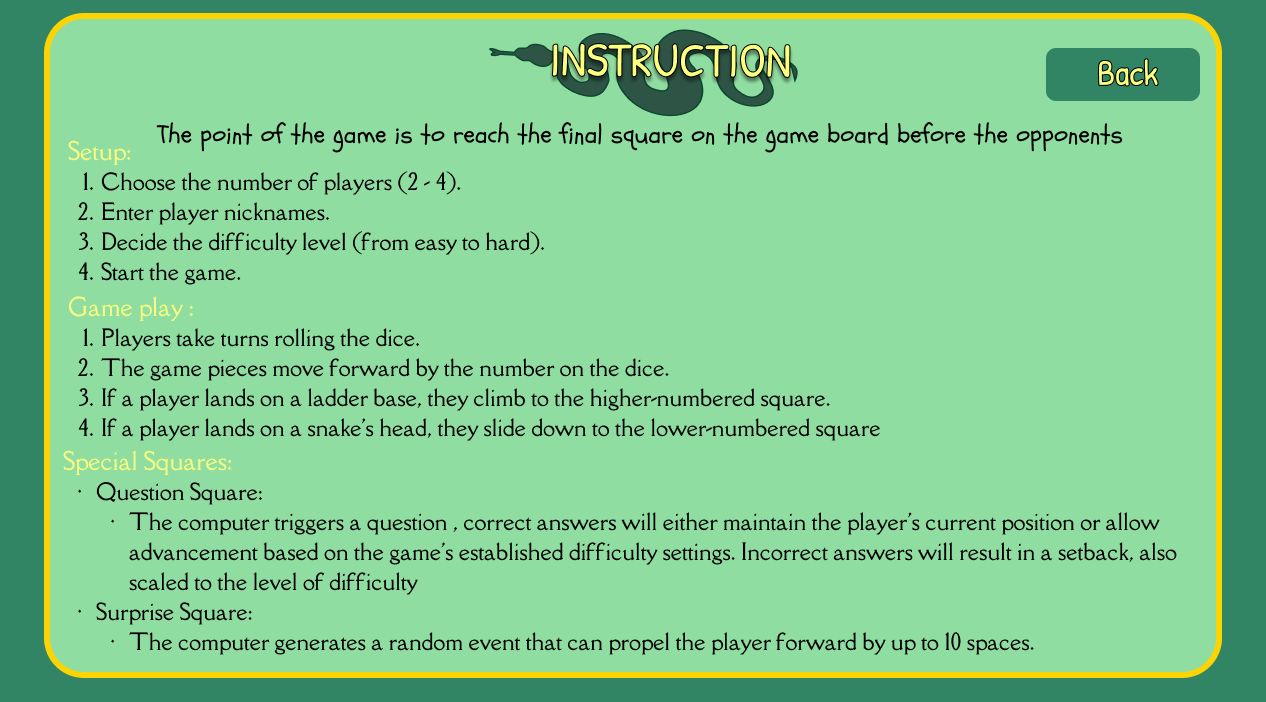 INSTRUCTION
Back
The point of the game is to reach the final square on the game board before the opponents
Setup:
1. Choose the number of players (2 - 4).
2. Enter player nicknames.
3. Decide the difficulty level (from easy to hard).
4. Start the game.
Game play :
1. Players take turns rolling the dice.
2. The game pieces move forward by the number on the dice.
3. If a player lands on a ladder base, they climb to the higher-numbered square.
4. If a player lands on a snake's head, they slide down to the lower-numbered square
Special Squares:
· Question Square:
· The computer triggers a question , correct answers will either maintain the player's current position or allow
advancement based on the game's established difficulty settings. Incorrect answers will result in a setback, also
scaled to the level of difficulty
· Surprise Square:
· The computer generates a random event that can propel the player forward by up to 10 spaces.